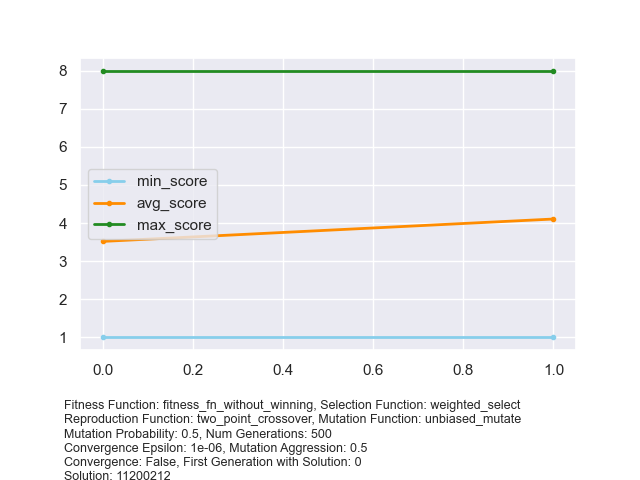 8
7
6
5
4
3
2
1
min_score
avg_score
max_score
0.0 0.2 0.4 0.6 0.8 1.0
Fitness Function: fitness_fn_without_winning, Selection Function: weighted_select
Reproduction Function: two_point_crossover, Mutation Function: unbiased_mutate
Mutation Probability: 0.5, Num Generations: 500
Convergence Epsilon: 1e-06, Mutation Aggression: 0.5
Convergence: False, First Generation with Solution: 0
Solution: 11200212